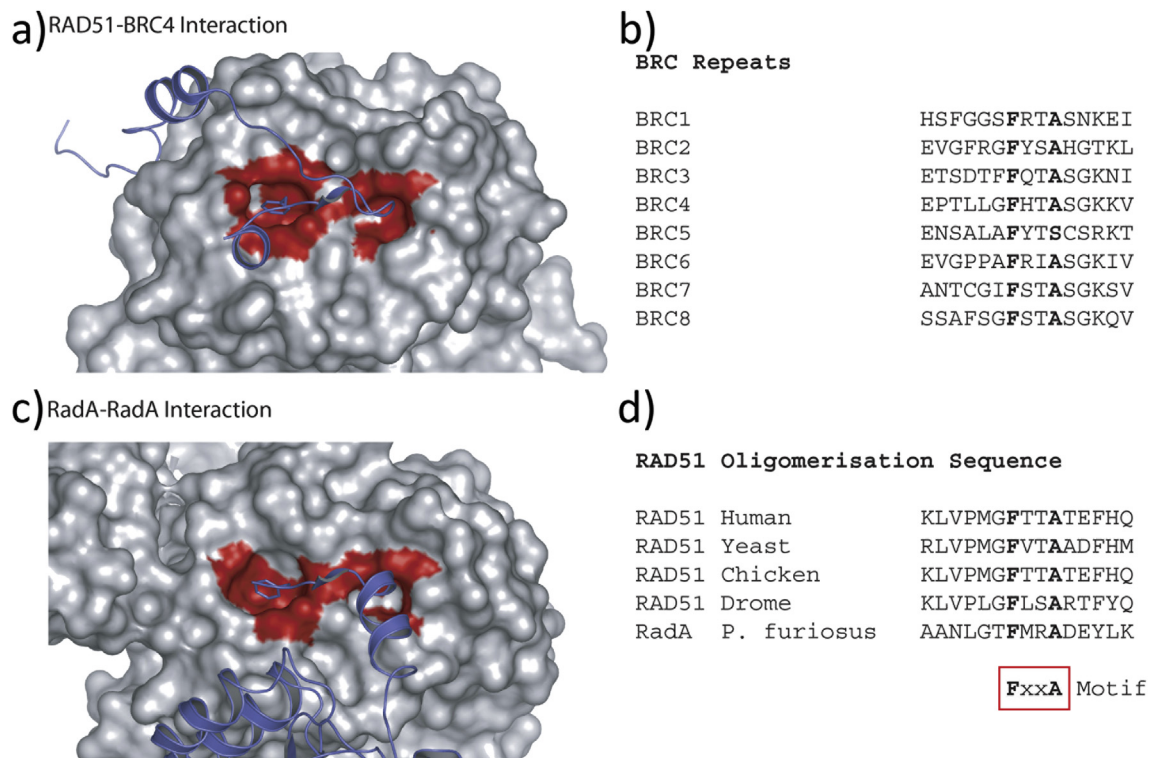 a) RAD51-BRC4 Interaction
b)
BRC Repeats
BRC1 HSFGGSFRTASNKEI
BRC2 EVGFRGFYSAHGTKL
BRC3 ETSDTFFQTASGKNI
BRC4 EPTLLGFHTASGKKV
BRC5 ENSALAFYTSCSRKT
BRC6 EVGPPAFRIASGKIV
BRC7 ANTCGIFSTASGKSV
BRC8 SSAFSGFSTASGKQV
c) RadA-RadA Interaction
d)
RAD51 Oligomerisation Sequence
RAD51 Human KLVPMGFTTATEFHQ
RAD51 Yeast RLVPMGFVTAADFHM
RAD51 Chicken KLVPMGFTTATEFHQ
RAD51 Drome KLVPLGFLSARTFYQ
RadA P. furiosus AANLGTFMRADEYLK
FxxA Motif